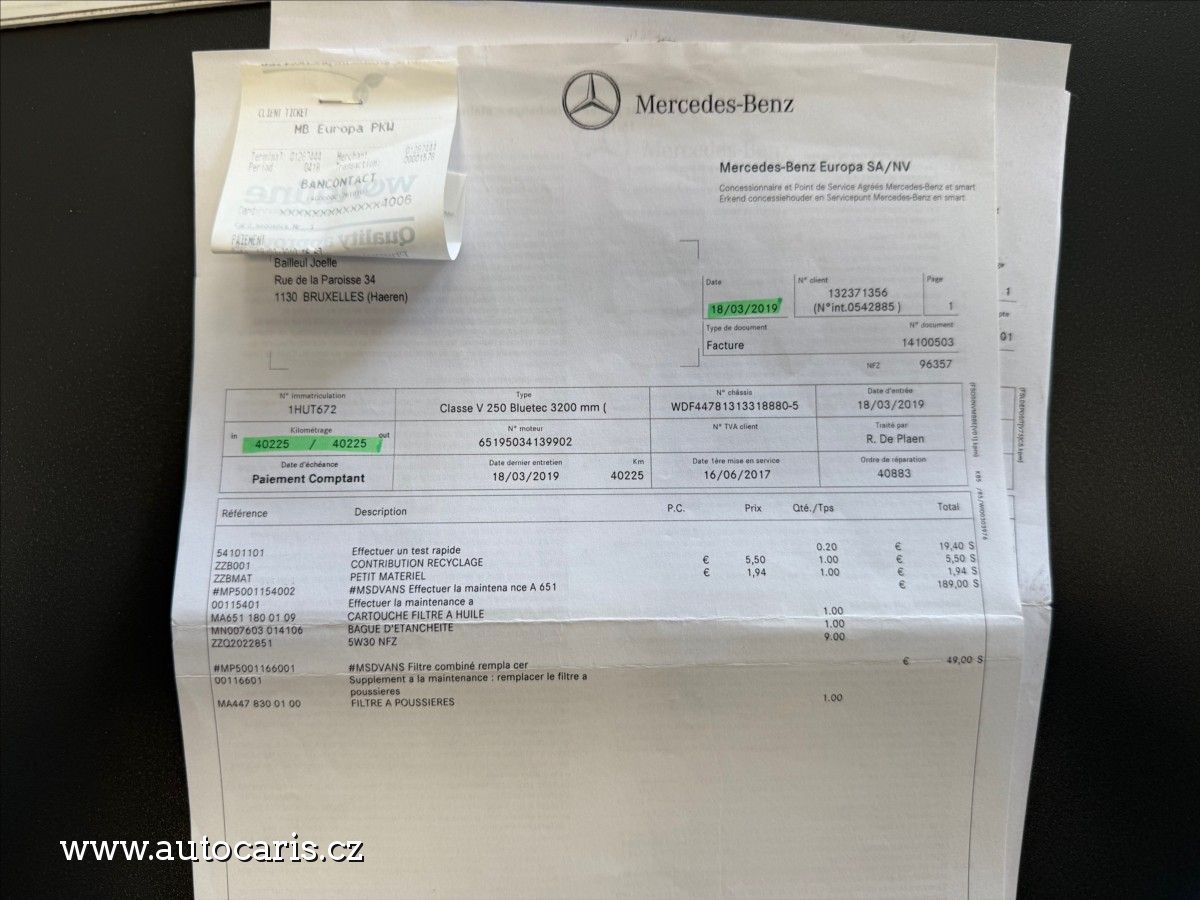 CLIENT TICKET
MB Europa PKW
Terminal: 01267444 Merchant: 01267444
Period 0419 Transaction: 00001578
BANCONTACT
xxxxxxxxxxxxx4006
PAIEMENT
Mercedes-Benz
Mercedes-Benz Europa SA/NV
Concessionnaire et Point de Service Agréés Mercedes-Benz et smart
Erkend concessiehouder en Servicepunt Mercedes-Benz en smart
Bailleul Joelle
Rue de la Paroisse 34
1130 BRUXELLES (Haeren)
Date N° client Page
18/03/2019 132371356 1
(N°int.0542885 )
Type de document N° document
Facture 14100503
NFZ 96357
N° immatriculation Type N° châssis Date d'entrée
1HUT672 Classe V 250 Bluetec 3200 mm ( WDF44781313318880-5 18/03/2019
in Kilométrage out N° moteur N° TVA client Traité par
40225 / 40225 65195034139902 R. De Plaen
Date d'échéance Date dernier entretien Km Date 1ère mise en service Ordre de réparation
Paiement Comptant 18/03/2019 40225 16/06/2017 40883
Référence Description P.C. Prix Qté./Tps Total
54101101 Effectuer un test rapide 0.20 € 19,40 S
ZZB001 CONTRIBUTION RECYCLAGE € 5,50 1.00 € 5,50 S
ZZBMAT PETIT MATERIEL € 1,94 1.00 € 1,94 S
#MP5001154002 #MSDVANS Effectuer la maintena nce A 651 € 189,00 S
00115401 Effectuer la maintenance a
MA651 180 01 09 CARTOUCHE FILTRE A HUILE 1.00
MN007603 014106 BAGUE D'ETANCHEITE 1.00
ZZQ2022851 5W30 NFZ 9.00
#MP5001166001 #MSDVANS Filtre combiné rempla cer € 49,00 S
00116601 Supplement a la maintenance : remplacer le filtre a
poussieres
MA447 830 01 00 FILTRE A POUSSIERES 1.00
www.autocaris.cz